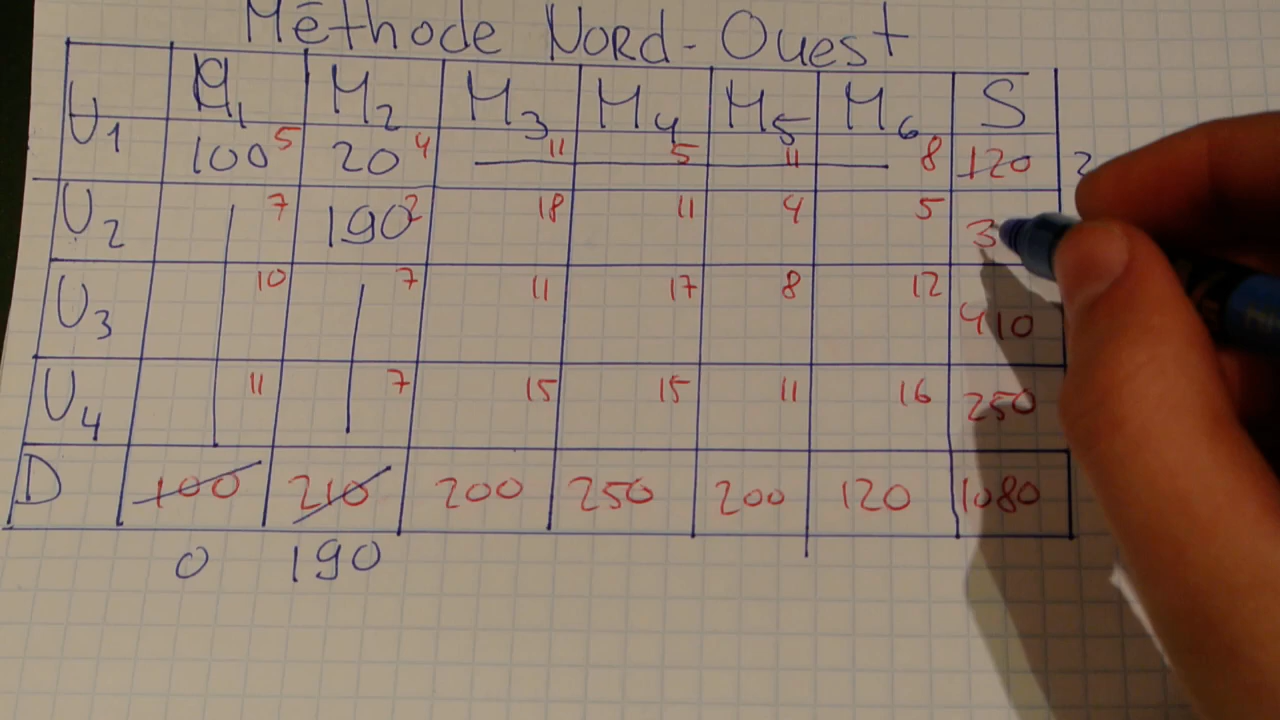 Méthode Nord-Ouest
M1 M2 M3 M4 M5 M6 S
U1 100 5 20 4 11 5 11 8 120
U2 7 190 2 18 11 4 5 3
U3 10 7 11 17 8 12 410
U4 11 7 15 15 11 16 250
D 100 210 200 250 200 120 1080
0 190